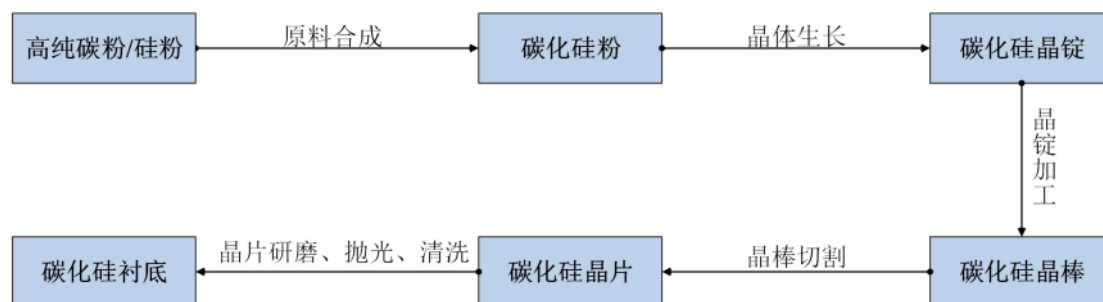 高纯碳粉/硅粉
原料合成
碳化硅粉
晶体生长
碳化硅晶锭
晶锭加工
碳化硅晶棒
晶棒切割
碳化硅晶片
晶片研磨、抛光、清洗
碳化硅衬底